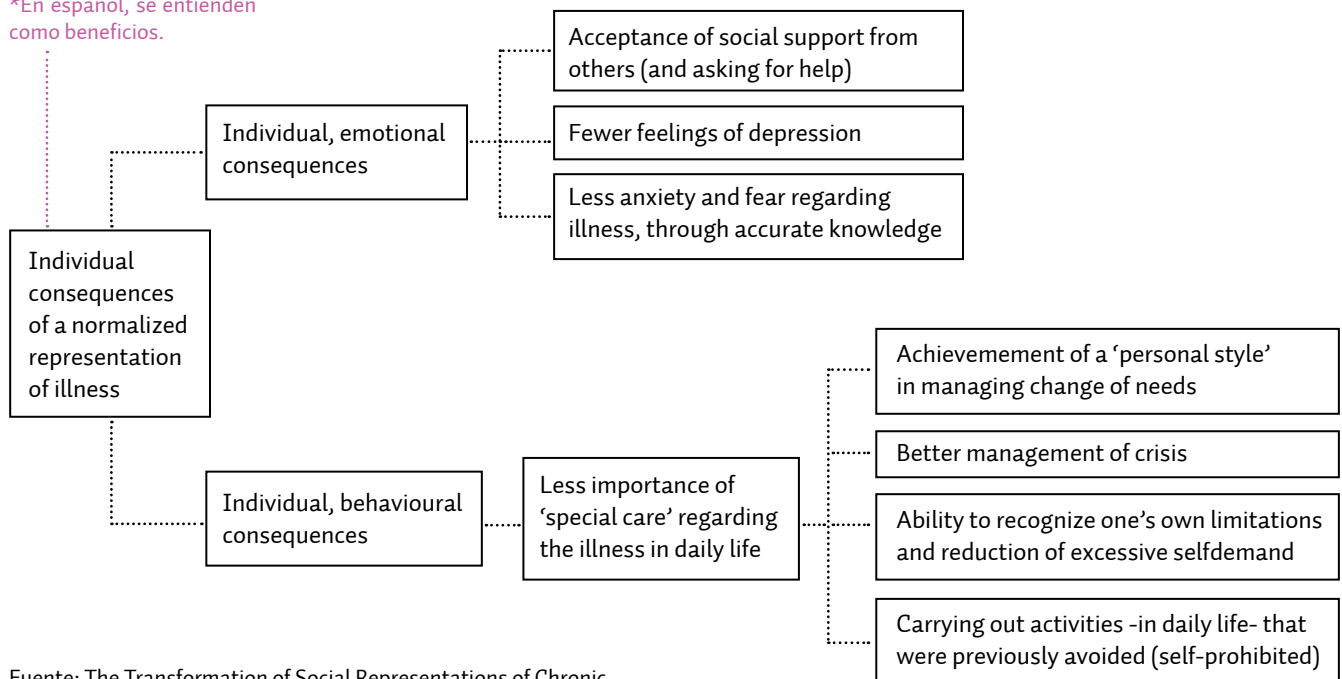 *En español, se entienden
como beneficios.
Individual
consequences
of a normalized
representation
of illness
Individual, emotional
consequences
Acceptance of social support from
others (and asking for help)
Fewer feelings of depression
Less anxiety and fear regarding
illness, through accurate knowledge
Individual, behavioural
consequences
Less importance of
‘special care’ regarding
the illness in daily life
Achievemement of a ‘personal style’
in managing change of needs
Better management of crisis
Ability to recognize one’s own limitations
and reduction of excessive selfdemand
Carrying out activities -in daily life- that
were previously avoided (self-prohibited)
Fuente: The Transformation of Social Representations of Chronic